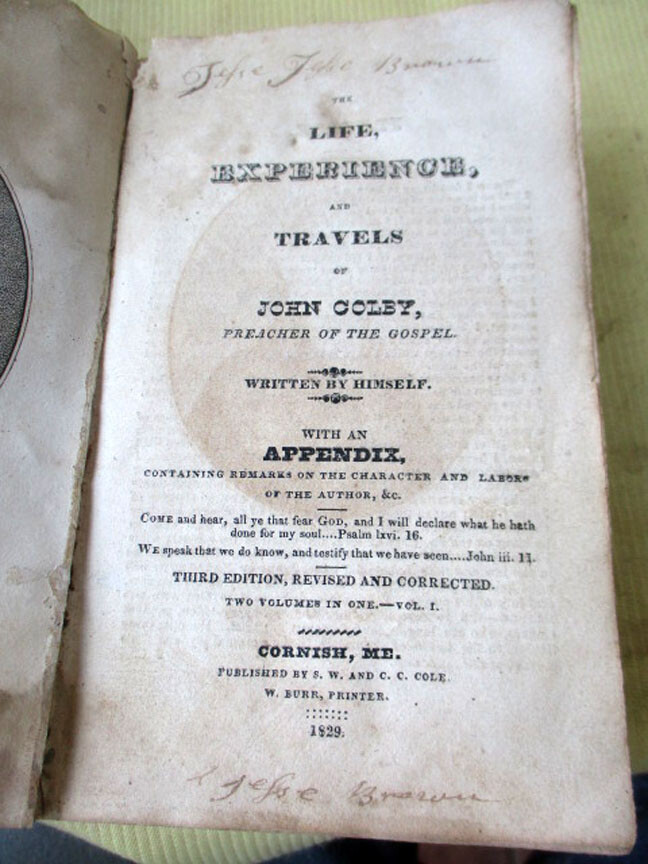 Jesse Brown
THE
LIFE,
EXPERIENCE,
AND
TRAVELS
OF
JOHN COLBY,
PREACHER OF THE GOSPEL.
WRITTEN BY HIMSELF.
WITH AN
APPENDIX,
CONTAINING REMARKS ON THE CHARACTER AND LABORS
OF THE AUTHOR, &c.
COME and hear, all ye that fear GOD, and I will declare what he hath
done for my soul....Psalm lxvi. 16.
WE speak that we do know, and testify that we have seen....John iii. 11.
THIRD EDITION, REVISED AND CORRECTED.
TWO VOLUMES IN ONE.—VOL. I.
CORNISH, ME.
PUBLISHED BY S. W. AND C. C. COLE.
W. BURR, PRINTER.
1829.
Jesse Brown